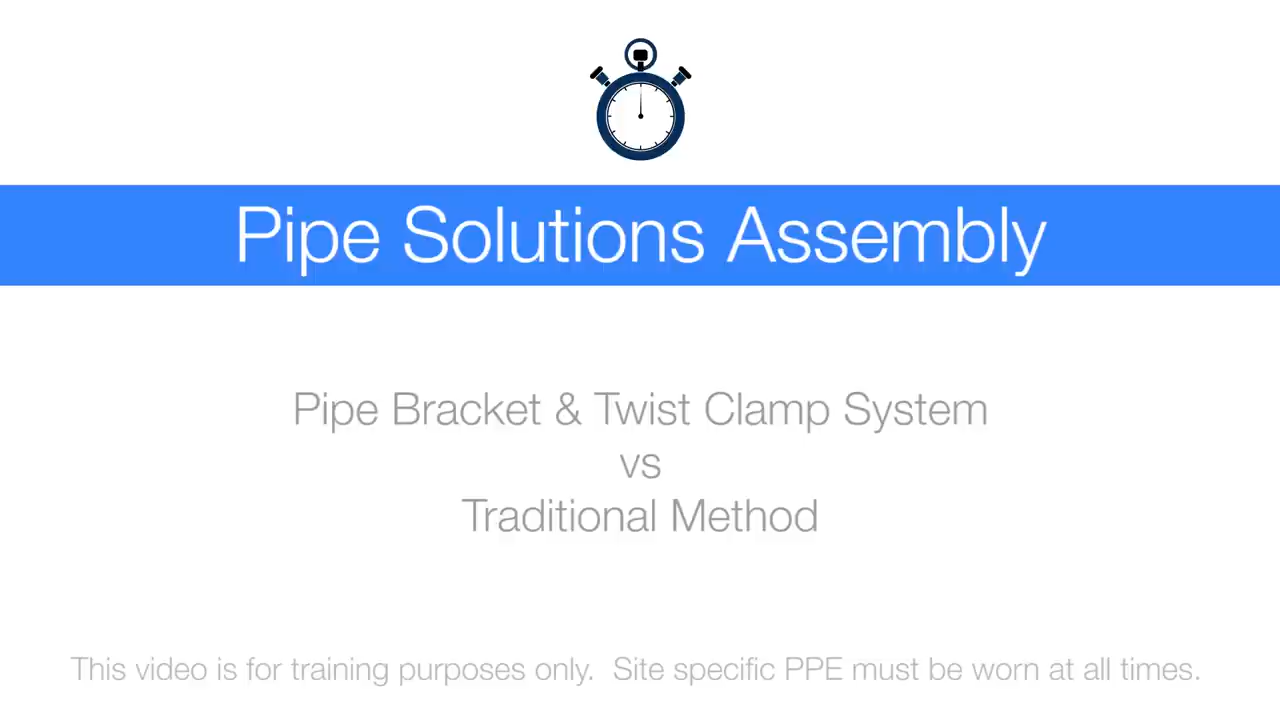 Pipe Solutions Assembly
Pipe Bracket & Twist Clamp System
vs
Traditional Method
This video is for training purposes only.  Site specific PPE must be worn at all times.